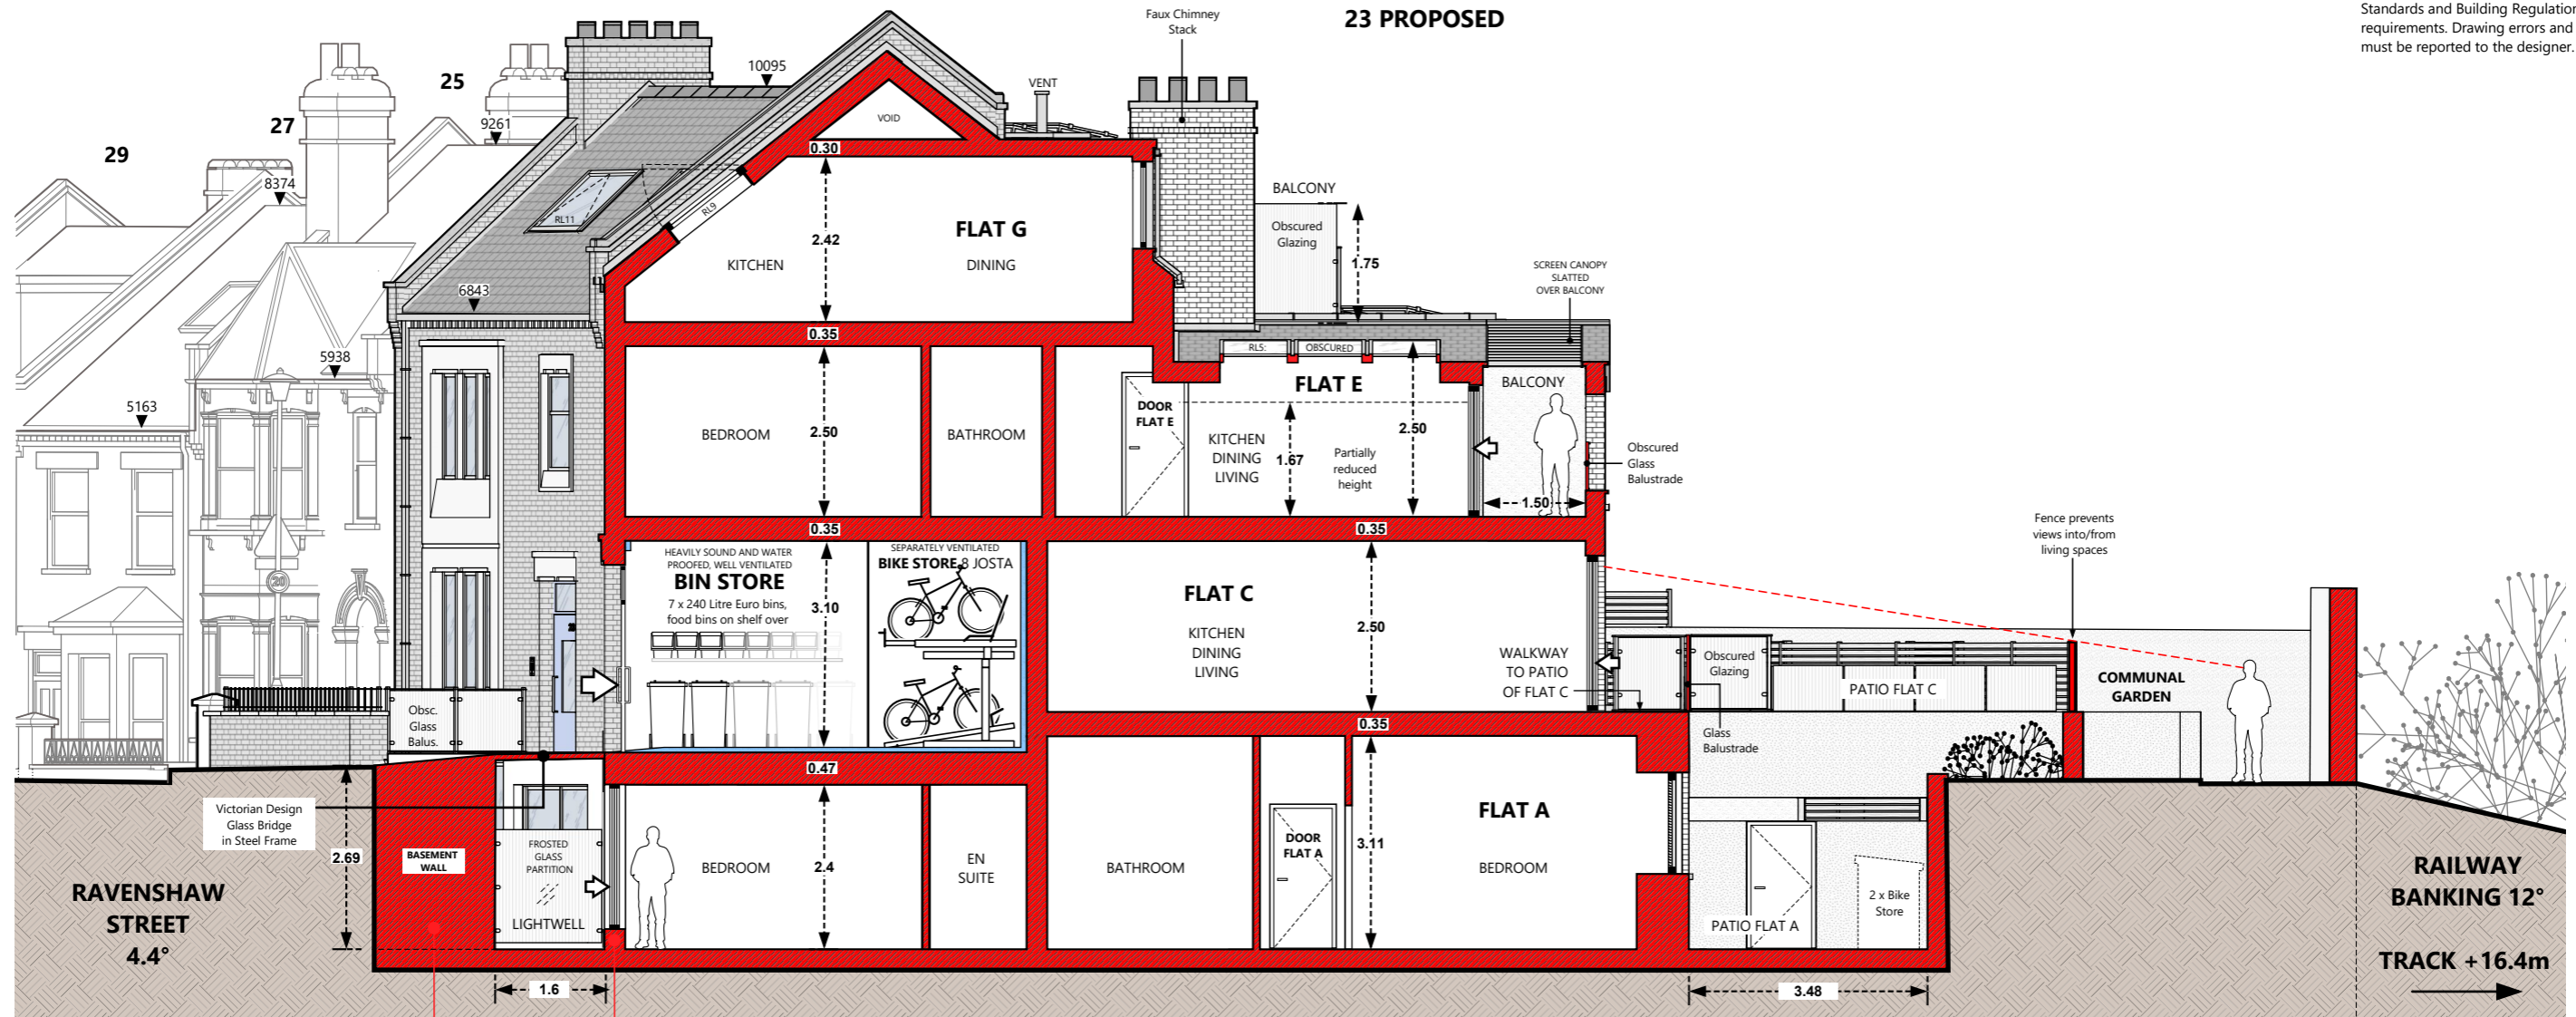 23 PROPOSED
Standards and Building Regulation
requirements. Drawing errors and
must be reported to the designer.
Faux Chimney
Stack
29
27
25
8374
9261
10095
5163
5938
6843
VENT
VOID
0.30
RL11
RL9
2.42
FLAT G
KITCHEN
DINING
BALCONY
Obscured
Glazing
1.75
SCREEN CANOPY
SLATTED
OVER BALCONY
0.35
RL5:
OBSCURED
FLAT E
BALCONY
DOOR
FLAT E
BEDROOM
2.50
BATHROOM
KITCHEN
DINING
LIVING
1.67
Partially
reduced
height
2.50
1.50
Obscured
Glass
Balustrade
0.35
0.35
20
HEAVILY SOUND AND WATER
PROOFED, WELL VENTILATED
BIN STORE
7 x 240 Litre Euro bins,
food bins on shelf over
3.10
SEPARATELY VENTILATED
BIKE STORE 8 JOSTA
FLAT C
KITCHEN
DINING
LIVING
2.50
WALKWAY
TO PATIO
OF FLAT C
Obscured
Glazing
PATIO FLAT C
Fence prevents
views into/from
living spaces
COMMUNAL
GARDEN
Obsc.
Glass
Balus.
0.35
Glass
Balustrade
0.47
Victorian Design
Glass Bridge
in Steel Frame
2.69
BASEMENT
WALL
FROSTED
GLASS
PARTITION
LIGHTWELL
BEDROOM
2.4
EN
SUITE
BATHROOM
DOOR
FLAT A
3.11
FLAT A
BEDROOM
PATIO FLAT A
2 x Bike
Store
RAVENSHAW
STREET
4.4°
RAILWAY
BANKING 12°
TRACK +16.4m
1.6
3.48